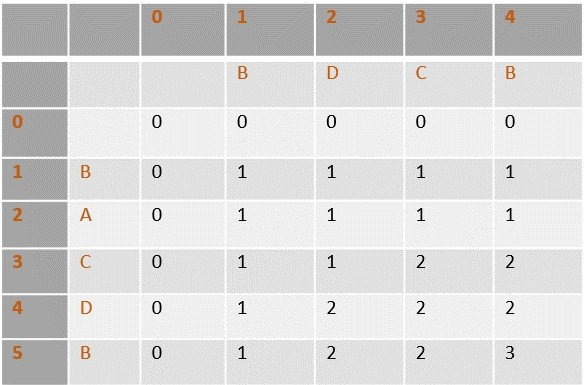 0 1 2 3 4
B D C B
0 0 0 0 0 0
1 B 0 1 1 1 1
2 A 0 1 1 1 1
3 C 0 1 1 2 2
4 D 0 1 2 2 2
5 B 0 1 2 2 3